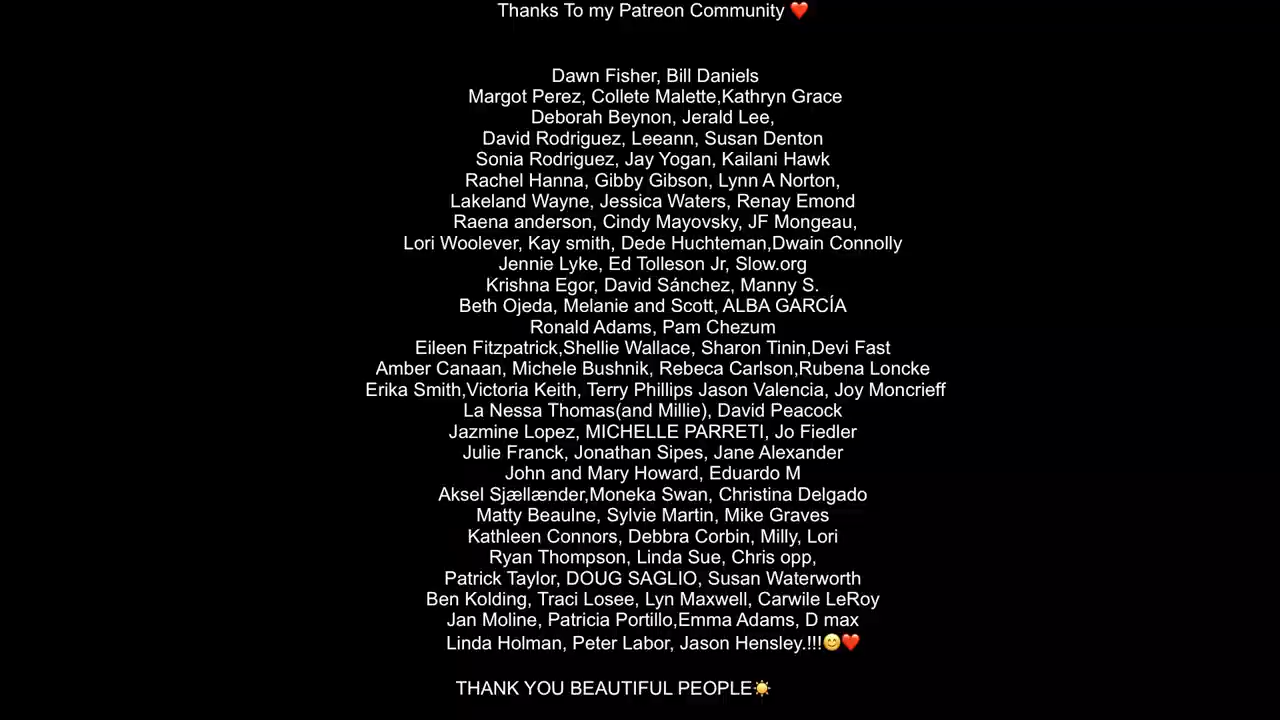 Thanks To my Patreon Community ❤️
Dawn Fisher, Bill Daniels
Margot Perez, Collete Malette,Kathryn Grace
Deborah Beynon, Jerald Lee,
David Rodriguez, Leeann, Susan Denton
Sonia Rodriguez, Jay Yogan, Kailani Hawk
Rachel Hanna, Gibby Gibson, Lynn A Norton,
Lakeland Wayne, Jessica Waters, Renay Emond
Raena anderson, Cindy Mayovsky, JF Mongeau,
Lori Woolever, Kay smith, Dede Huchteman,Dwain Connolly
Jennie Lyke, Ed Tolleson Jr, Slow.org
Krishna Egor, David Sánchez, Manny S.
Beth Ojeda, Melanie and Scott, ALBA GARCÍA
Ronald Adams, Pam Chezum
Eileen Fitzpatrick,Shellie Wallace, Sharon Tinin,Devi Fast
Amber Canaan, Michele Bushnik, Rebeca Carlson,Rubena Loncke
Erika Smith,Victoria Keith, Terry Phillips Jason Valencia, Joy Moncrieff
La Nessa Thomas(and Millie), David Peacock
Jazmine Lopez, MICHELLE PARRETI, Jo Fiedler
Julie Franck, Jonathan Sipes, Jane Alexander
John and Mary Howard, Eduardo M
Aksel Sjællænder,Moneka Swan, Christina Delgado
Matty Beaulne, Sylvie Martin, Mike Graves
Kathleen Connors, Debbra Corbin, Milly, Lori
Ryan Thompson, Linda Sue, Chris opp,
Patrick Taylor, DOUG SAGLIO, Susan Waterworth
Ben Kolding, Traci Losee, Lyn Maxwell, Carwile LeRoy
Jan Moline, Patricia Portillo,Emma Adams, D max
Linda Holman, Peter Labor, Jason Hensley.!!!😊❤️
THANK YOU BEAUTIFUL PEOPLE☀️